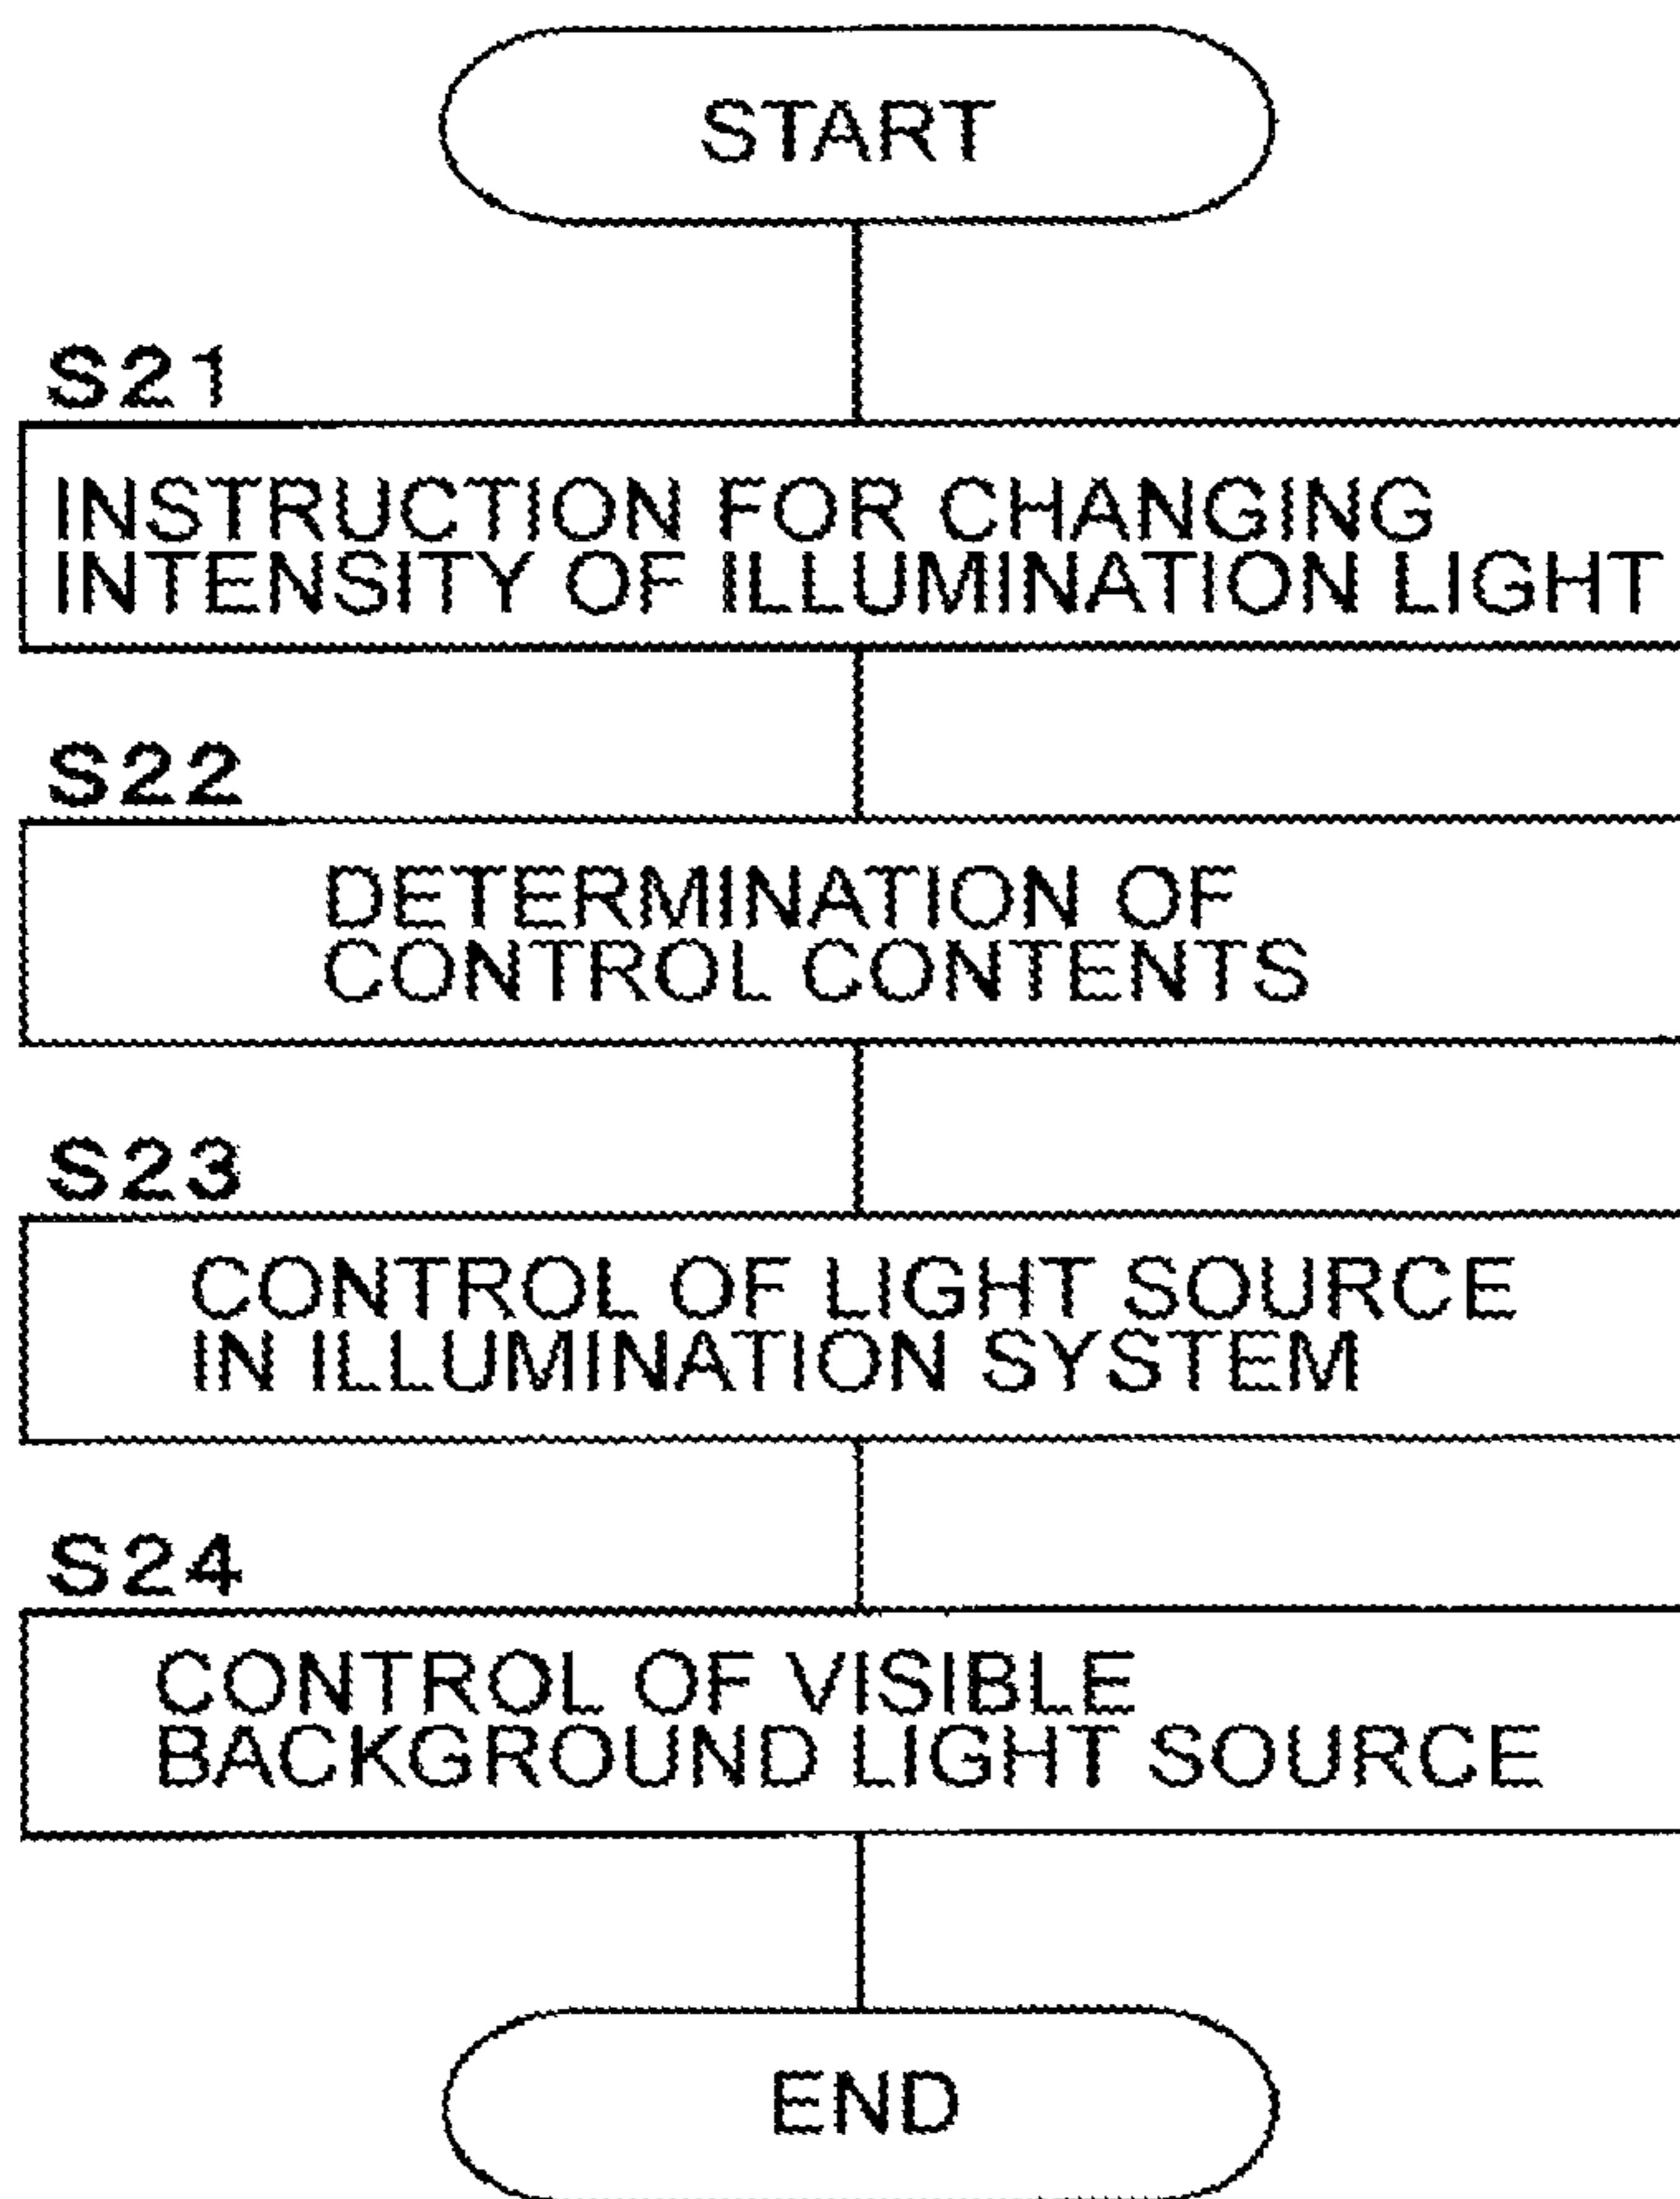 START
S21
INSTRUCTION FOR CHANGING
INTENSITY OF ILLUMINATION LIGHT
S22
DETERMINATION OF
CONTROL CONTENTS
S23
CONTROL OF LIGHT SOURCE
IN ILLUMINATION SYSTEM
S24
CONTROL OF VISIBLE
BACKGROUND LIGHT SOURCE
END